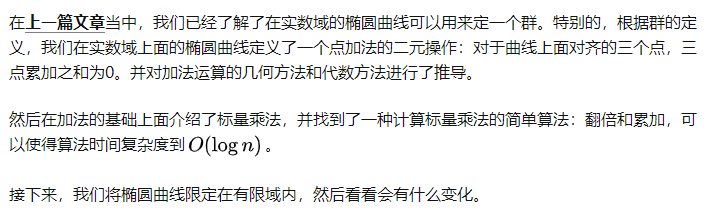 在上一篇文章当中，我们已经了解了在实数域的椭圆曲线可以用来定一个群。特别的，根据群的定
义，我们在实数域上面的椭圆曲线定义了一个点加法的二元操作：对于曲线上面对齐的三个点，三
点累加之和为0。并对加法运算的几何方法和代数方法进行了推导。
然后在加法的基础上面介绍了标量乘法，并找到了一种计算标量乘法的简单算法：翻倍和累加，可
以使得算法时间复杂度到 O(log n) 。
接下来，我们将椭圆曲线限定在有限域内，然后看看会有什么变化。